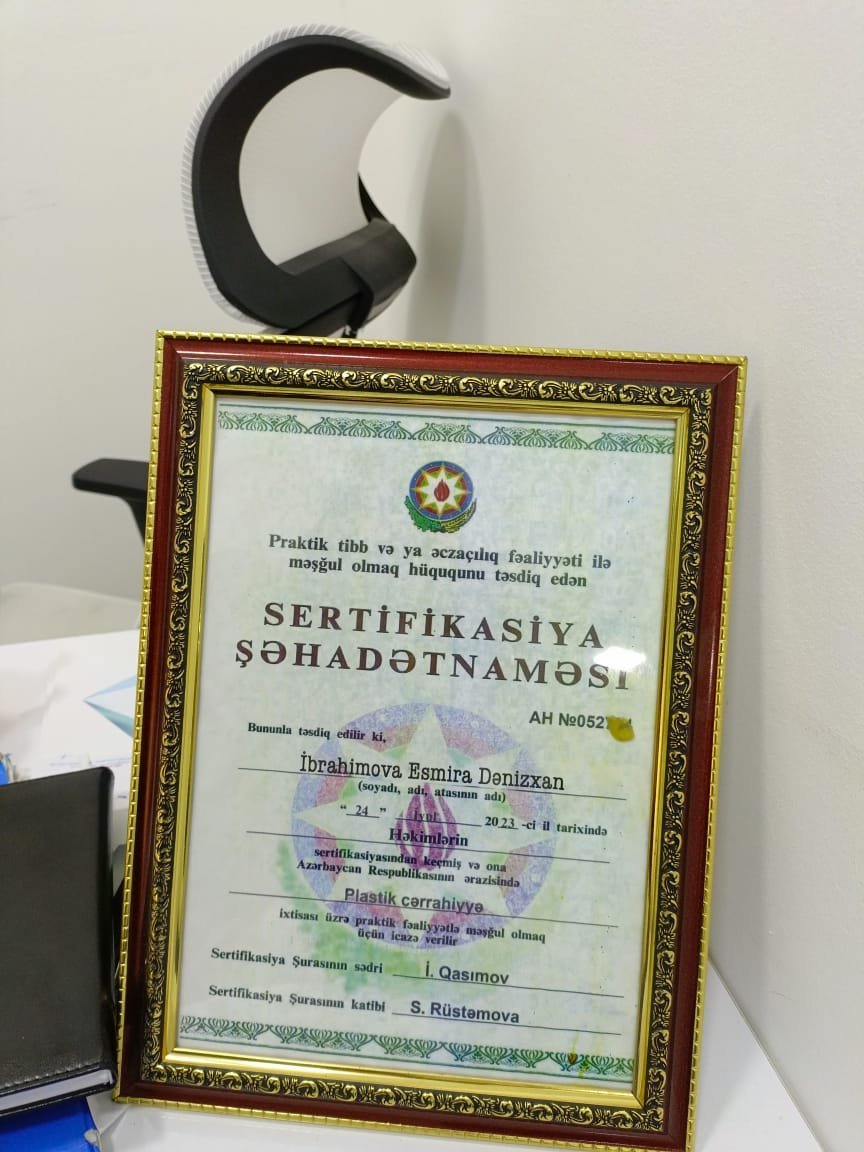 Praktik tibb və ya əczaçılıq fəaliyyəti ilə
məşğul olmaq hüququnu təsdiq edən
SERTİFİKASİYA
ŞƏHADƏTNAMƏSİ
AH №052
Bununla təsdiq edilir ki,
İbrahimova Esmira Dənizxan
(soyadı, adı, atasının adı)
“ 24 ” İyul 2023 -ci il tarixində
Həkimlərin
sertifikasiyasından keçmiş və ona
Azərbaycan Respublikasının ərazisində
Plastik cərrahiyyə
ixtisası üzrə praktik fəaliyyətlə məşğul olmaq
üçün icazə verilir
Sertifikasiya Şurasının sədri İ. Qasımov
Sertifikasiya Şurasının katibi S. Rüstəmova